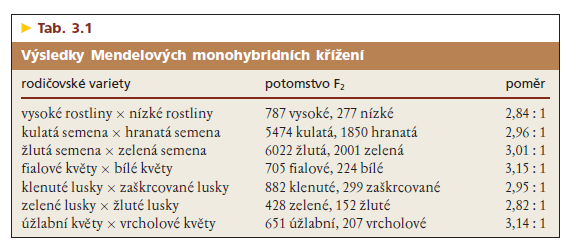 ► Tab. 3.1
Výsledky Mendelových monohybridních křížení
rodičovské variety potomstvo F₂ poměr
vysoké rostliny × nízké rostliny 787 vysoké, 277 nízké 2,84 : 1
kulatá semena × hranatá semena 5474 kulatá, 1850 hranatá 2,96 : 1
žlutá semena × zelená semena 6022 žlutá, 2001 zelená 3,01 : 1
fialové květy × bílé květy 705 fialové, 224 bílé 3,15 : 1
klenuté lusky × zaškrcované lusky 882 klenuté, 299 zaškrcované 2,95 : 1
zelené lusky × žluté lusky 428 zelené, 152 žluté 2,82 : 1
úžlabní květy × vrcholové květy 651 úžlabní, 207 vrcholové 3,14 : 1